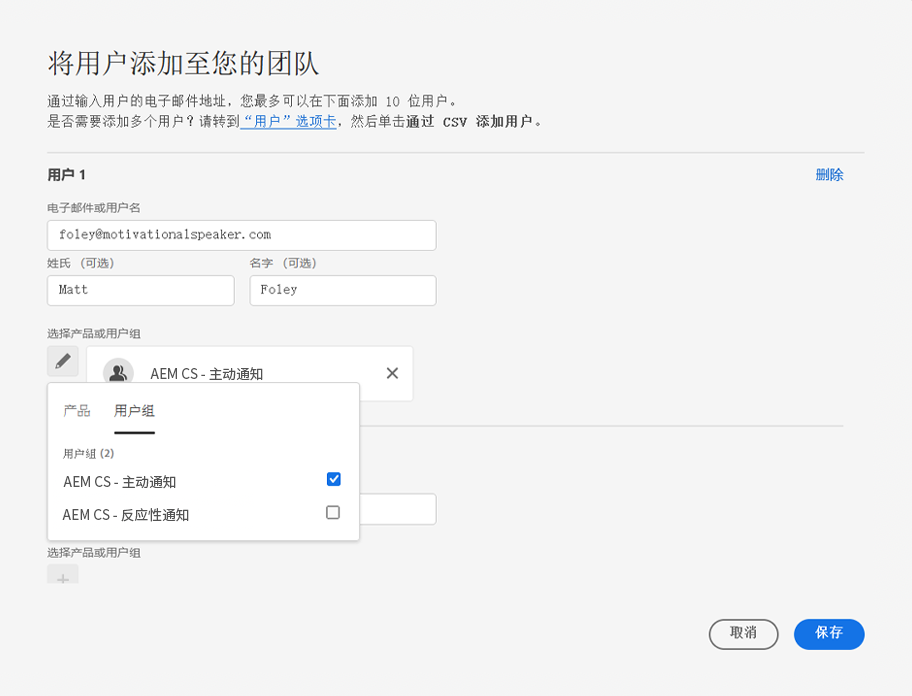 将用户添加至您的团队
通过输入用户的电子邮件地址，您最多可以在下面添加 10 位用户。
是否需要添加多个用户？请转到“用户”选项卡，然后单击通过 CSV 添加用户。
用户 1
删除
电子邮件或用户名
foley@motivationalspeaker.com
姓氏 （可选） 名字 （可选）
Matt Foley
选择产品或用户组
AEM CS - 主动通知
产品 用户组
用户组 (2)
AEM CS - 主动通知
AEM CS - 反应性通知
选择产品或用户组
取消 保存